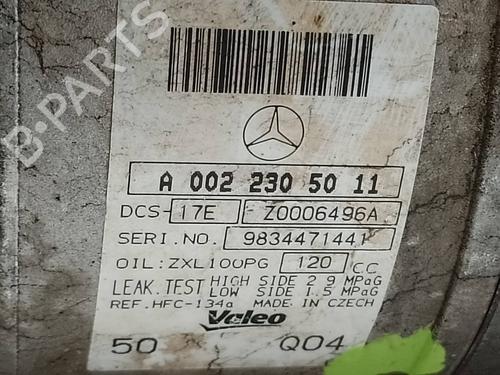 B-PARTS
A 002 230 50 11
DCS-17E Z0006496A
SERI.NO. 9834471441
OIL:ZXL100PG 120 C.C
LEAK.TEST HIGH SIDE 2.9 MPaG
LOW SIDE 1.5 MPaG
REF.HFC-134a MADE IN CZECH
Valeo
50 Q04